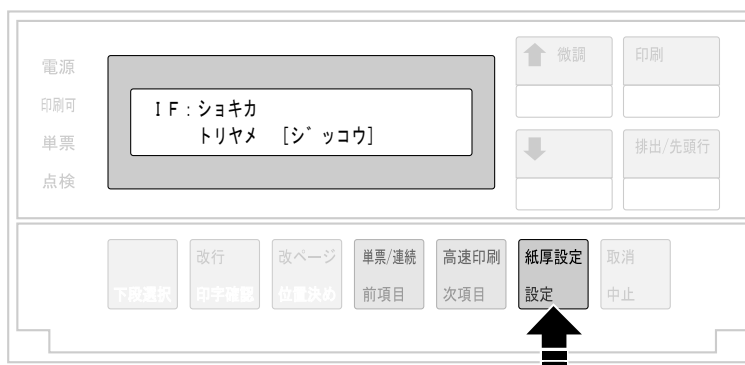 電源
印刷可
単票
点検
IF:ショキカ
トリヤメ [ジッコウ]
微調
印刷
排出/先頭行
改行
改ページ
単票/連続
高速印刷
紙厚設定
取消
下段選択
印字確認
位置決め
前項目
次項目
設定
中止